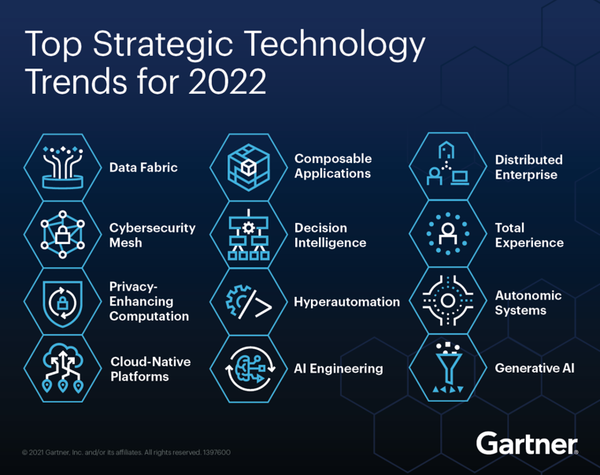 Top Strategic Technology
Trends for 2022
Data Fabric
Cybersecurity
Mesh
Privacy-
Enhancing
Computation
Cloud-Native
Platforms
Composable
Applications
Decision
Intelligence
Hyperautomation
AI Engineering
Distributed
Enterprise
Total
Experience
Autonomic
Systems
Generative AI
© 2021 Gartner, Inc. and/or its affiliates. All rights reserved. 1397600
Gartner®